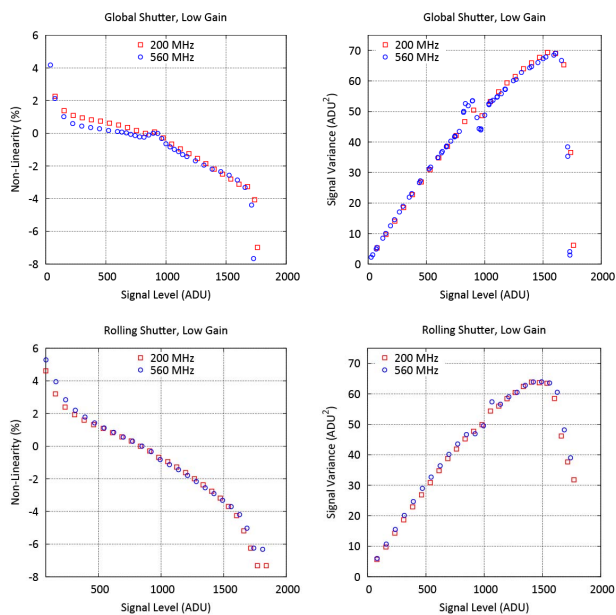 Global Shutter, Low Gain
6
4
2
0
-2
-4
-6
-8
0
500
1000
1500
2000
Non-Linearity (%)
Signal Level (ADU)
200 MHz
560 MHz
Global Shutter, Low Gain
70
60
50
40
30
20
10
0
0
500
1000
1500
2000
Signal Variance (ADU²)
Signal Level (ADU)
200 MHz
560 MHz
Rolling Shutter, Low Gain
6
4
2
0
-2
-4
-6
-8
500
1000
1500
2000
Non-Linearity (%)
Signal Level (ADU)
200 MHz
560 MHz
Rolling Shutter, Low Gain
70
60
50
40
30
20
10
0
0
500
1000
1500
2000
Signal Variance (ADU²)
Signal Level (ADU)
200 MHz
560 MHz